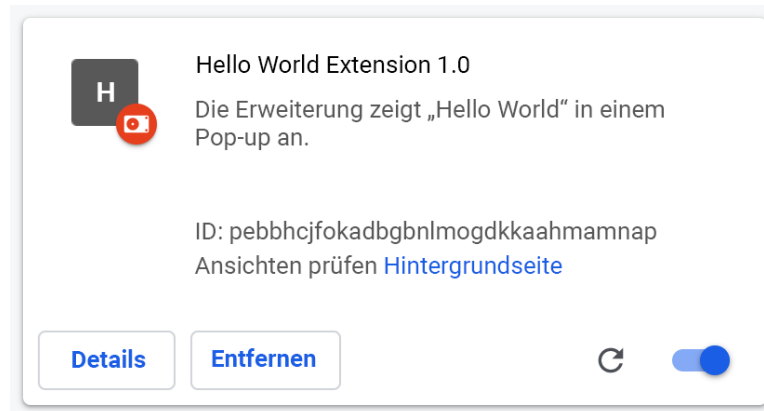 H
Hello World Extension 1.0
Die Erweiterung zeigt „Hello World“ in einem
Pop-up an.
ID: pebbhcjfokadbgbnlmogdkkaahmamnap
Ansichten prüfen Hintergrundseite
Details
Entfernen